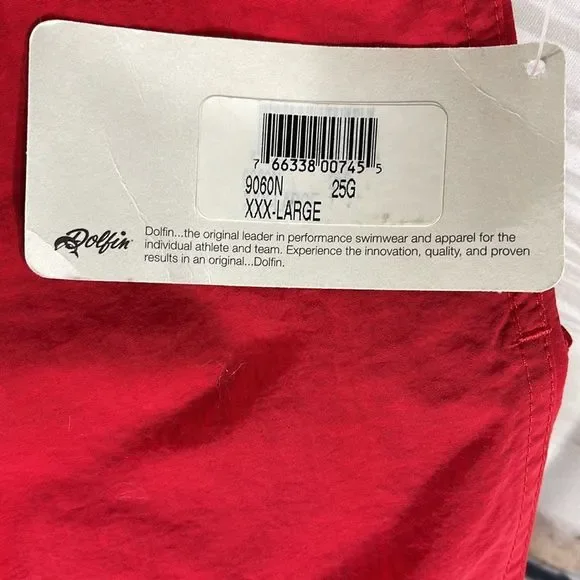 7 66338 00745 5
9060N 25G
XXX-LARGE
Dolfin
Dolfin...the original leader in performance swimwear and apparel for the
individual athlete and team. Experience the innovation, quality, and proven
results in an original...Dolfin.